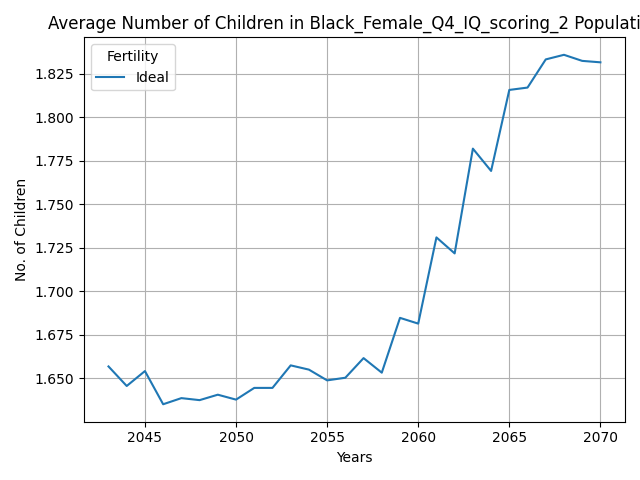 Average Number of Children in Black_Female_Q4_IQ_scoring_2 Populati
Fertility
Ideal
1.825
1.800
1.775
1.750
1.725
1.700
1.675
1.650
No. of Children
2045 2050 2055 2060 2065 2070
Years